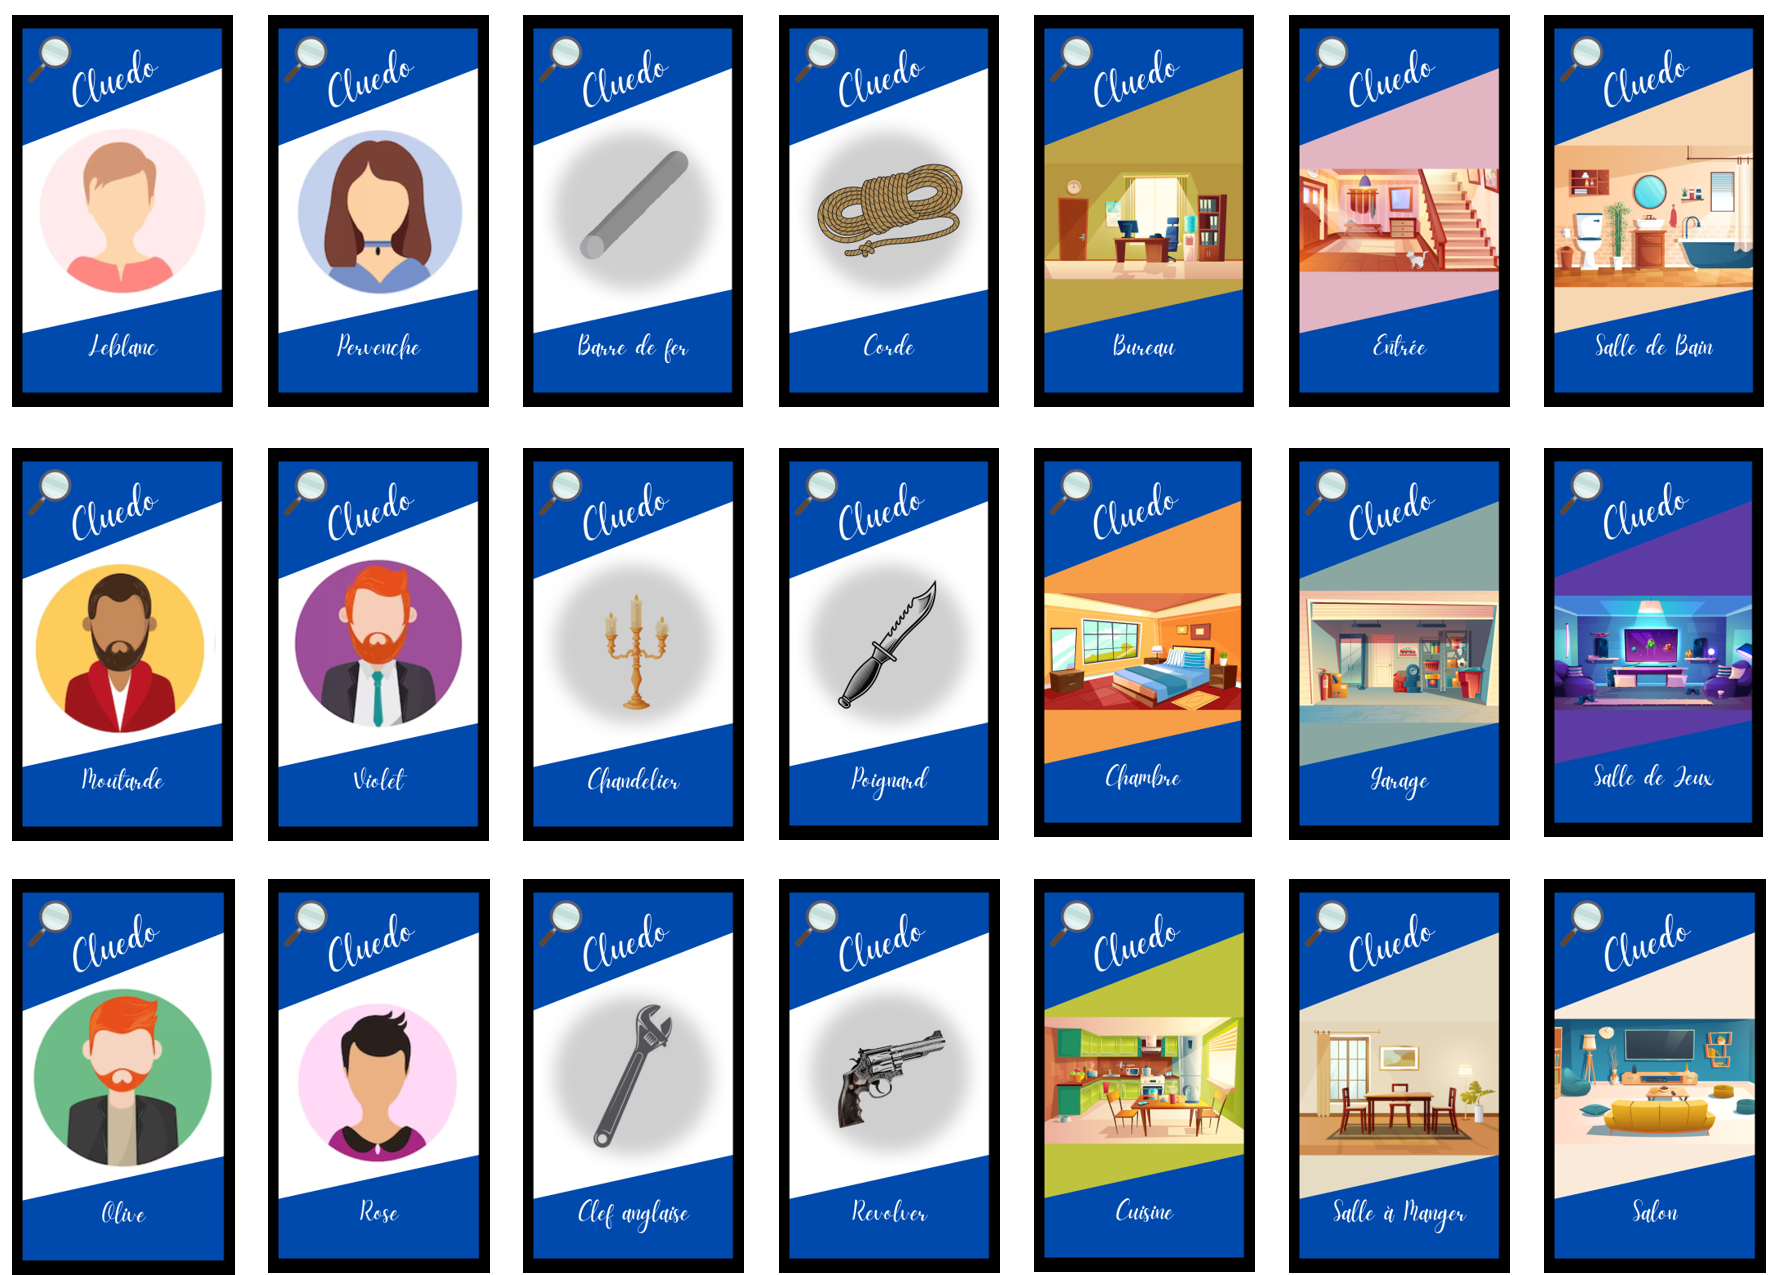 Cluedo
Leblanc
Cluedo
Pervenche
Cluedo
Barre de fer
Cluedo
Corde
Cluedo
Bureau
Cluedo
Entrée
Cluedo
Salle de Bain
Cluedo
Moutarde
Cluedo
Violet
Cluedo
Chandelier
Cluedo
Poignard
Cluedo
Chambre
Cluedo
Garage
Cluedo
Salle de Jeux
Cluedo
Olive
Cluedo
Rose
Cluedo
Clef anglaise
Cluedo
Revolver
Cluedo
Cuisine
Cluedo
Salle à Manger
Cluedo
Salon